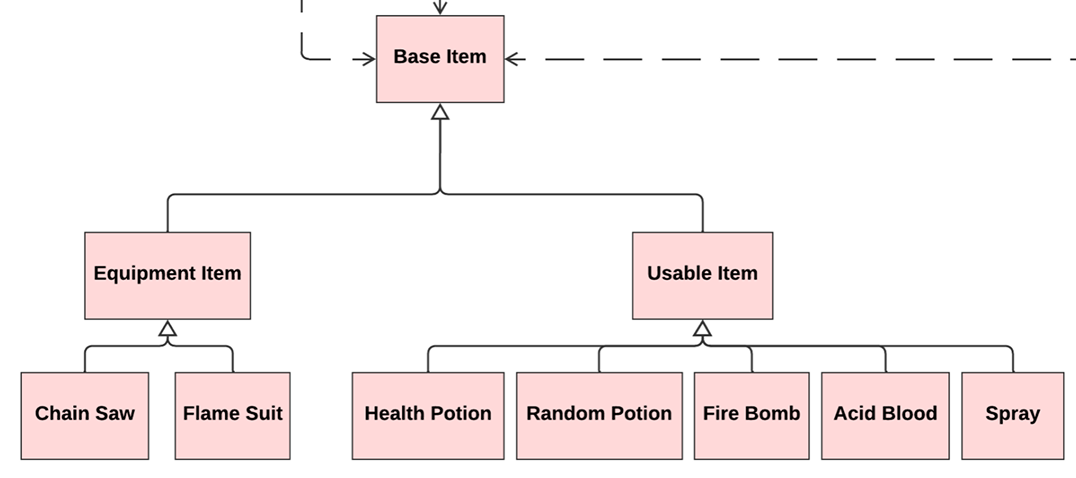 Base Item
Equipment Item
Usable Item
Chain Saw
Flame Suit
Health Potion
Random Potion
Fire Bomb
Acid Blood
Spray